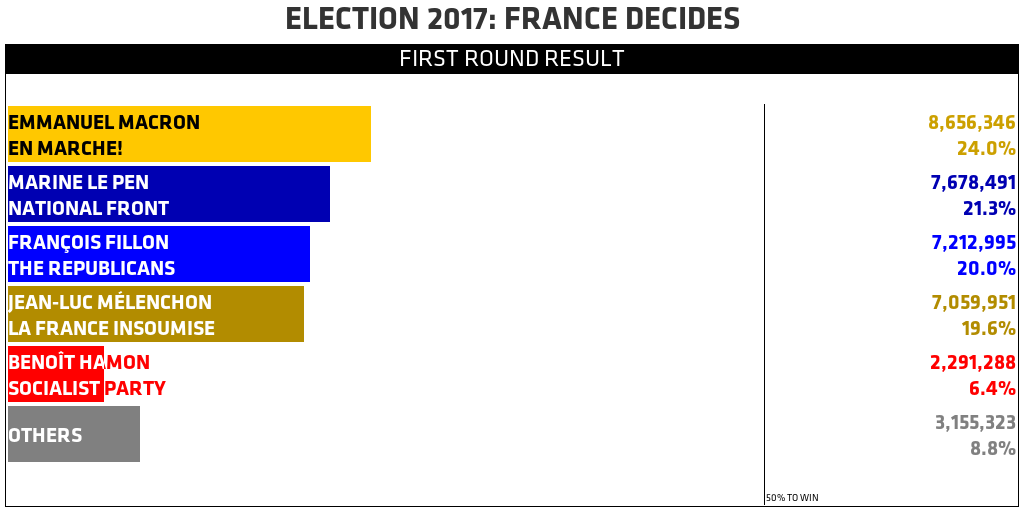 ELECTION 2017: FRANCE DECIDES
FIRST ROUND RESULT
EMMANUEL MACRON
EN MARCHE!
8,656,346
24.0%
MARINE LE PEN
NATIONAL FRONT
7,678,491
21.3%
FRANÇOIS FILLON
THE REPUBLICANS
7,212,995
20.0%
JEAN-LUC MÉLENCHON
LA FRANCE INSOUMISE
7,059,951
19.6%
BENOÎT HAMON
SOCIALIST PARTY
2,291,288
6.4%
OTHERS
3,155,323
8.8%
50% TO WIN